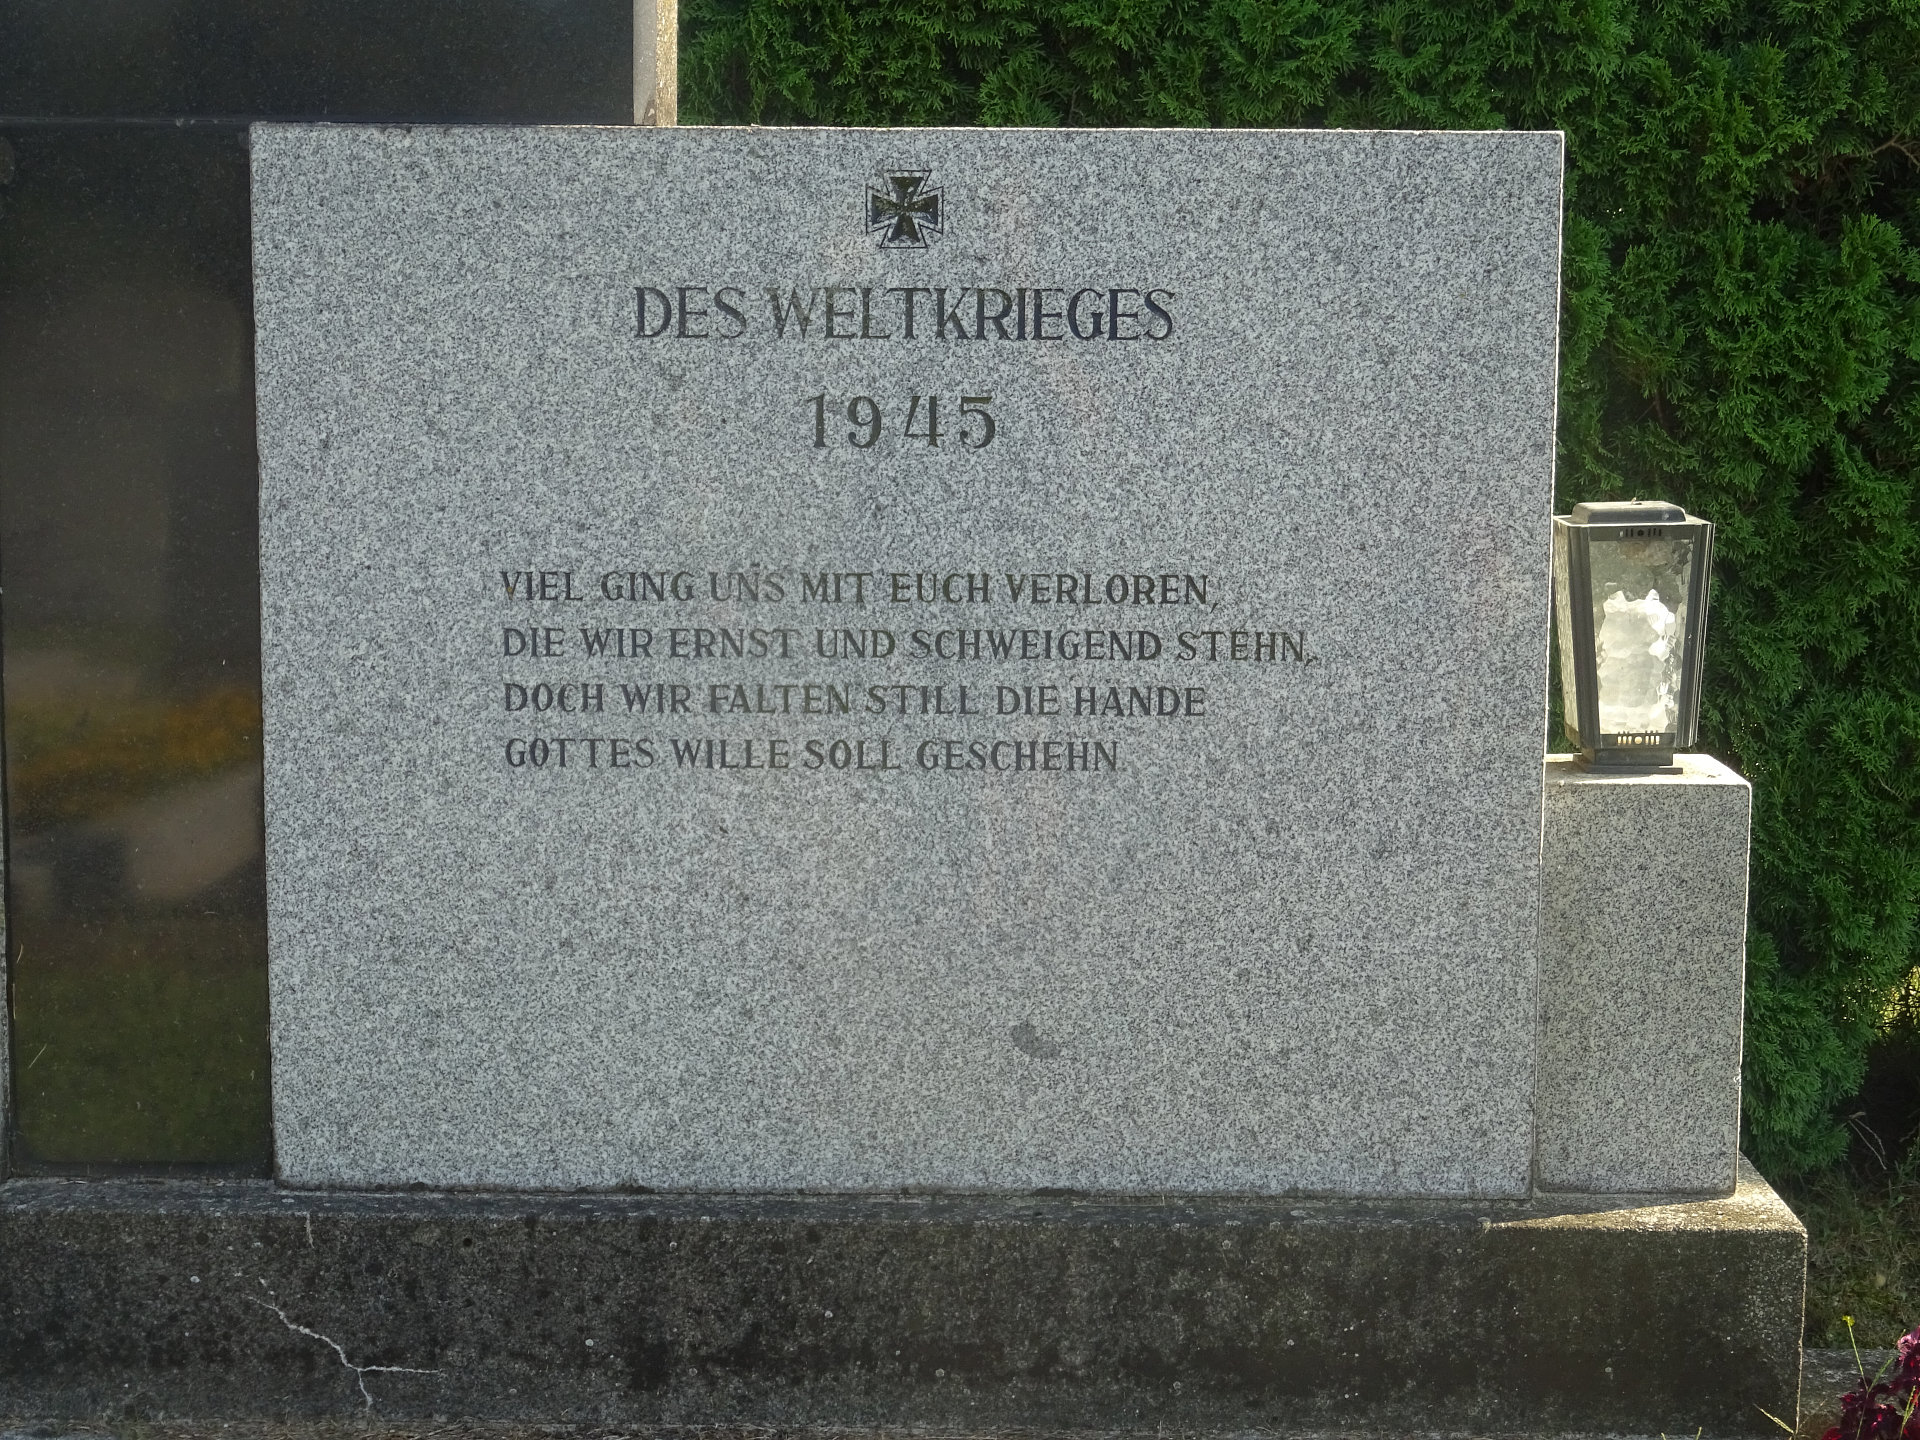 DES WELTKRIEGES
1945
VIEL GING UNS MIT EUCH VERLOREN,
DIE WIR ERNST UND SCHWEIGEND STEHN,
DOCH WIR FALTEN STILL DIE HÄNDE
GOTTES WILLE SOLL GESCHEHN.